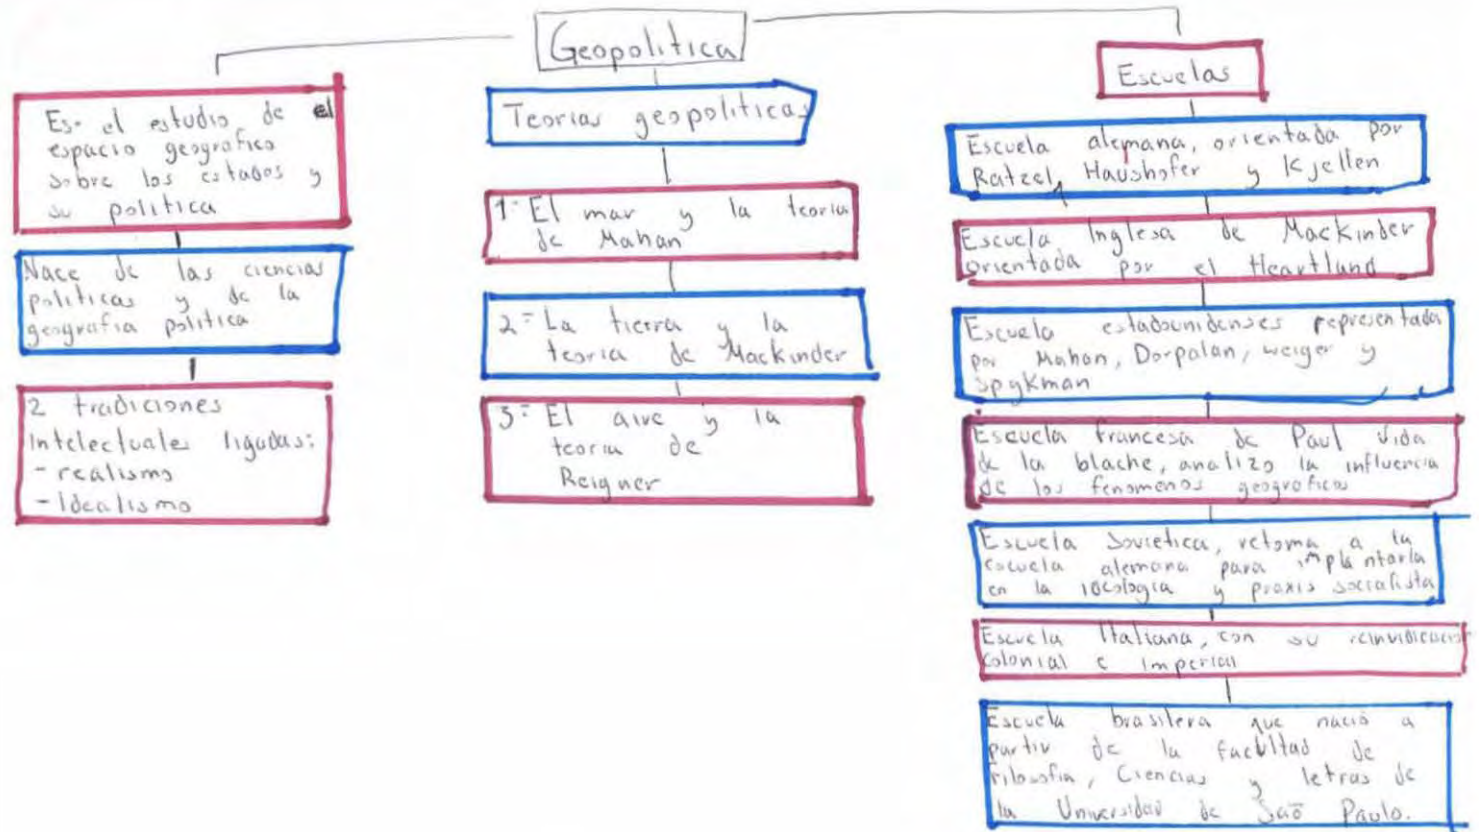 Geopolitica
Es el estudio de el
espacio geografico
sobre los estados y
su politica
Nace de las ciencias
politicas y de la
geografia politica
2 tradiciones
intelectuales ligadas:
- realismo
- Idealismo
Teorias geopoliticas
1- El mar y la teoria
de Mahan
2- La tierra y la
teoria de Mackinder
3- El aire y la
teoria de
Reigner
Escuelas
Escuela alemana, orientada por
Ratzel, Haushofer y Kjellen
Escuela Inglesa de Mackinder
orientada por el Heartland
Escuela estadounidenses representada
por Mahan, Dorpalan, weiger y
spykman
Escuela francesa de Paul Vida
de la blache, analizo la influencia
de los fenomenos geograficos
Escuela Sovietica, retoma a la
escuela alemana para implantarla
en la ideologia y praxis socialista
Escuela Italiana, con su
colonial e imperial
Escuela brasilera que nació a
partir de la facultad de
Filosofia, Ciencias y letras de
la Universidad de Saō Paulo.